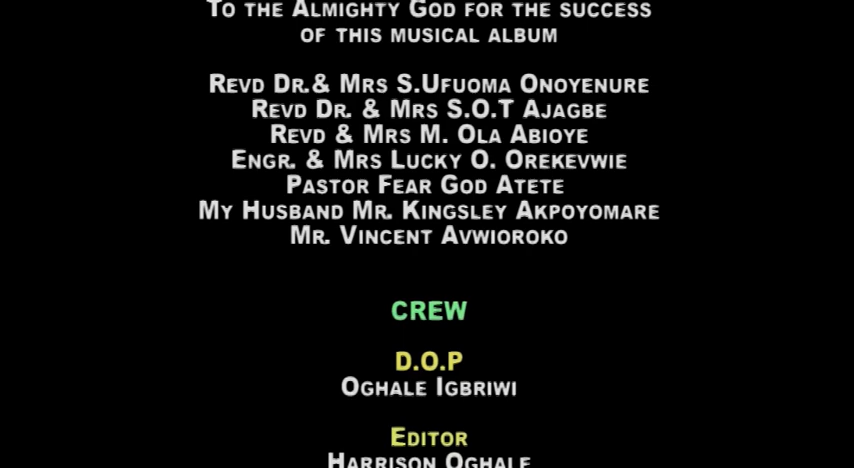 To the Almighty God for the success
of this musical album
Revd Dr.& Mrs S.Ufuoma Onoyenure
Revd Dr. & Mrs S.O.T Ajagbe
Revd & Mrs M. Ola Abioye
Engr. & Mrs Lucky O. Orekevwie
Pastor Fear God Atete
My Husband Mr. Kingsley Akpoyomare
Mr. Vincent Avwioroko
CREW
D.O.P
Oghale Igbriwi
Editor
Harrison Oghale